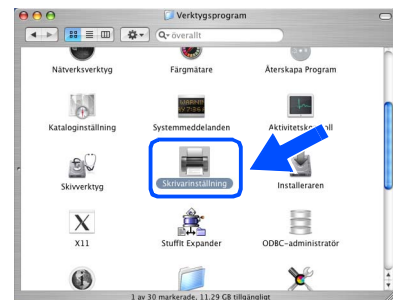 Verktygsprogram
överallt
Nätverksverktyg
Färgmätare
Återskapa Program
Kataloginställning
Systemmeddelanden
Skivverktyg
Skrivarinställning
Installeraren
X11
StuffIt Expander
ODBC-administratör
1 av 30 markerade, 11.29 GB tillgängligt